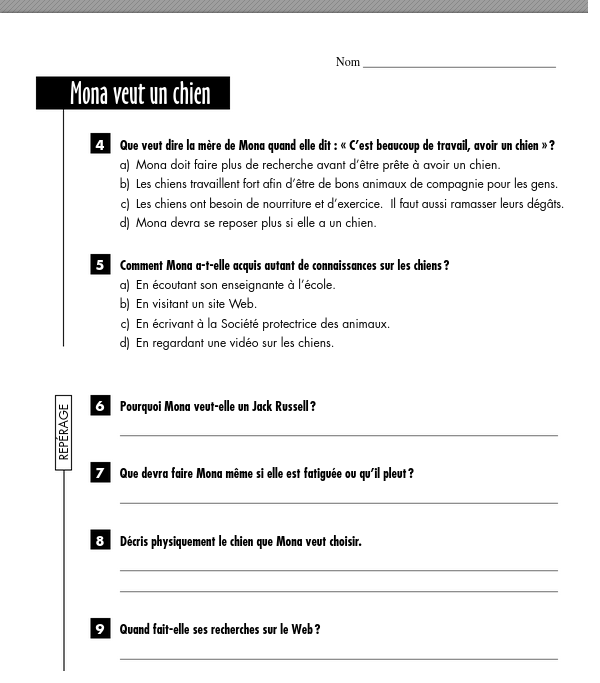 Nom
Mona veut un chien
4 Que veut dire la mère de Mona quand elle dit : « C'est beaucoup de travail, avoir un chien » ?
a) Mona doit faire plus de recherche avant d'être prête à avoir un chien.
b) Les chiens travaillent fort afin d'être de bons animaux de compagnie pour les gens.
c) Les chiens ont besoin de nourriture et d'exercice. Il faut aussi ramasser leurs dégâts.
d) Mona devra se reposer plus si elle a un chien.
5 Comment Mona a-t-elle acquis autant de connaissances sur les chiens ?
a) En écoutant son enseignante à l'école.
b) En visitant un site Web.
c) En écrivant à la Société protectrice des animaux.
d) En regardant une vidéo sur les chiens.
REPÉRAGE
6 Pourquoi Mona veut-elle un Jack Russell ?
7 Que devra faire Mona même si elle est fatiguée ou qu'il pleut ?
8 Décris physiquement le chien que Mona veut choisir.
9 Quand fait-elle ses recherches sur le Web ?